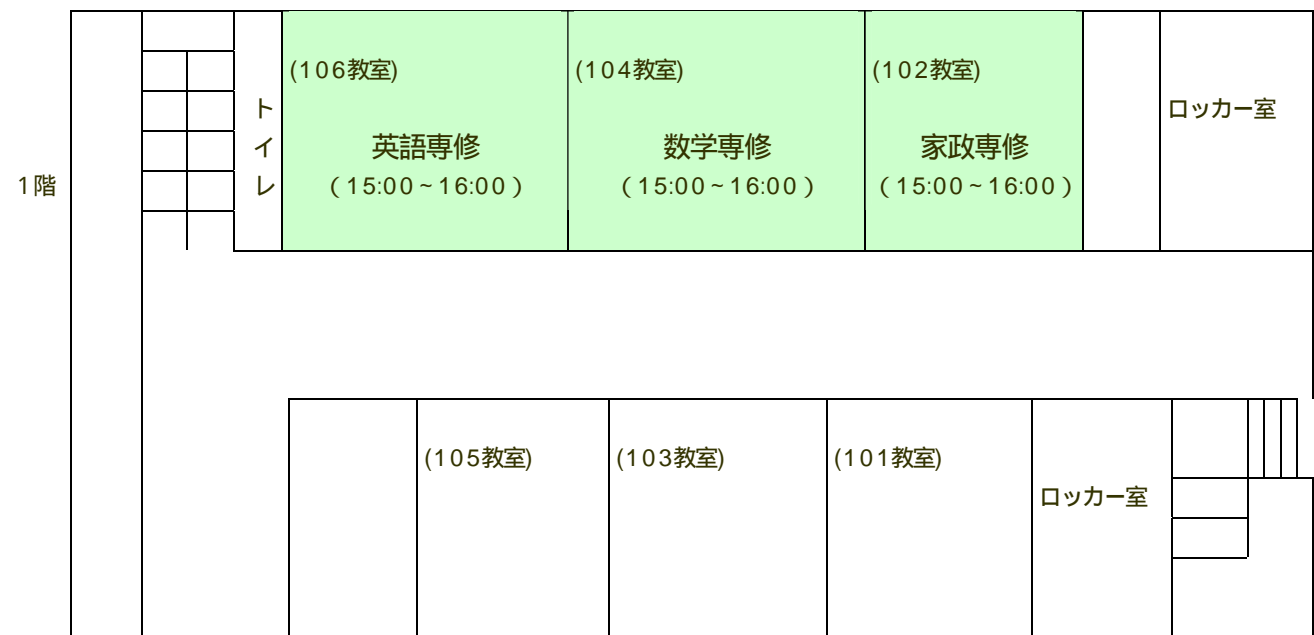 1階
トイレ
(106教室)
英語専修
(15:00~16:00)
(104教室)
数学専修
(15:00~16:00)
(102教室)
家政専修
(15:00~16:00)
ロッカー室
(105教室)
(103教室)
(101教室)
ロッカー室